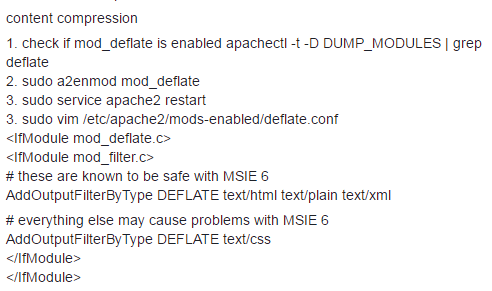 content compression
1. check if mod_deflate is enabled apachectl -t -D DUMP_MODULES | grep
deflate
2. sudo a2enmod mod_deflate
3. sudo service apache2 restart
3. sudo vim /etc/apache2/mods-enabled/deflate.conf
<IfModule mod_deflate.c>
<IfModule mod_filter.c>
# these are known to be safe with MSIE 6
AddOutputFilterByType DEFLATE text/html text/plain text/xml
# everything else may cause problems with MSIE 6
AddOutputFilterByType DEFLATE text/css
</IfModule>
</IfModule>